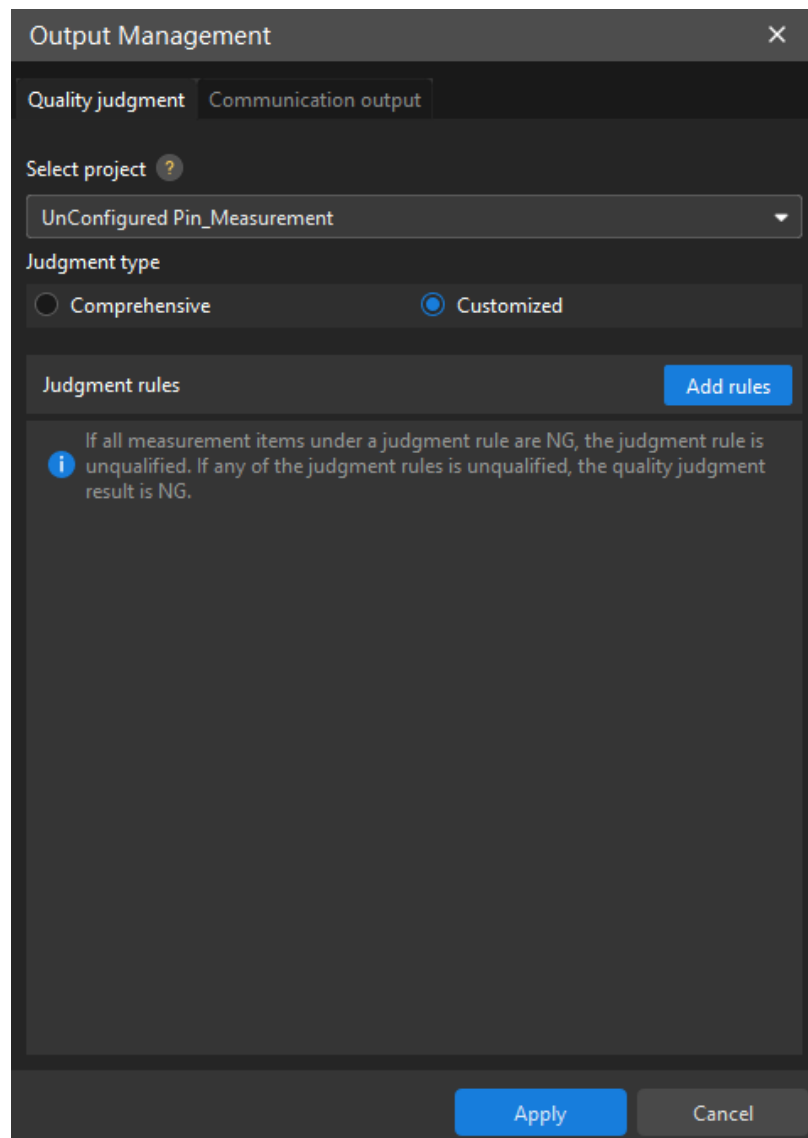 Output Management
Quality judgment Communication output
Select project ?
UnConfigured Pin_Measurement
Judgment type
Comprehensive Customized
Judgment rules Add rules
If all measurement items under a judgment rule are NG, the judgment rule is
unqualified. If any of the judgment rules is unqualified, the quality judgment
result is NG.
Apply Cancel